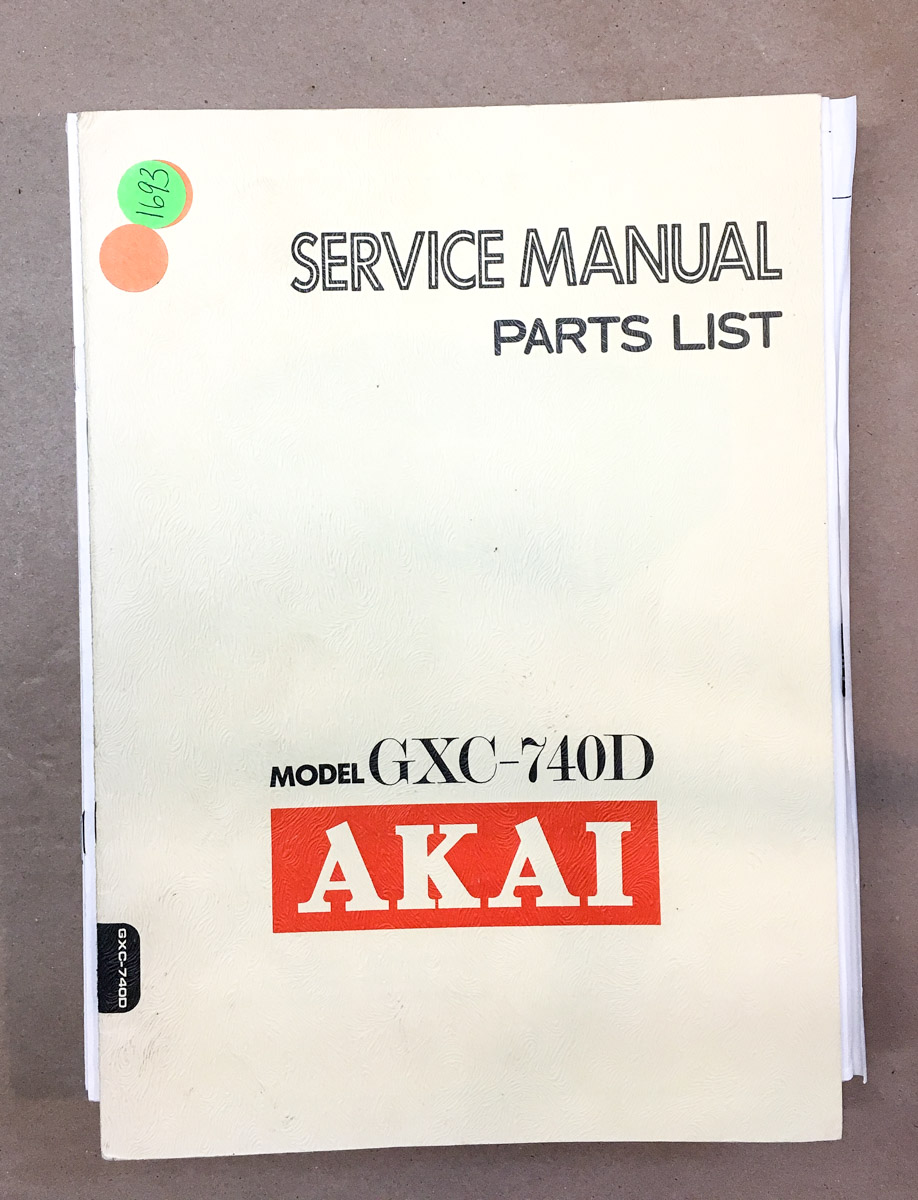 1693
SERVICE MANUAL
PARTS LIST
MODEL GXC-740D
AKAI
GXC-740D